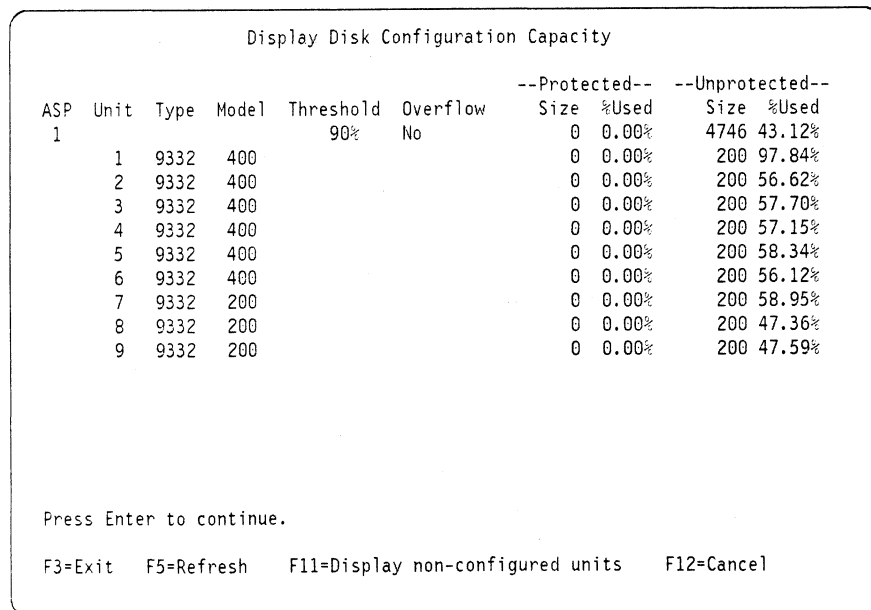 Display Disk Configuration Capacity
--Protected-- --Unprotected--
ASP Unit Type Model Threshold Overflow Size %Used Size %Used
1 90% No 0 0.00% 4746 43.12%
1 9332 400 0 0.00% 200 97.84%
2 9332 400 0 0.00% 200 56.62%
3 9332 400 0 0.00% 200 57.70%
4 9332 400 0 0.00% 200 57.15%
5 9332 400 0 0.00% 200 58.34%
6 9332 400 0 0.00% 200 56.12%
7 9332 200 0 0.00% 200 58.95%
8 9332 200 0 0.00% 200 47.36%
9 9332 200 0 0.00% 200 47.59%
Press Enter to continue.
F3=Exit F5=Refresh F11=Display non-configured units F12=Cancel